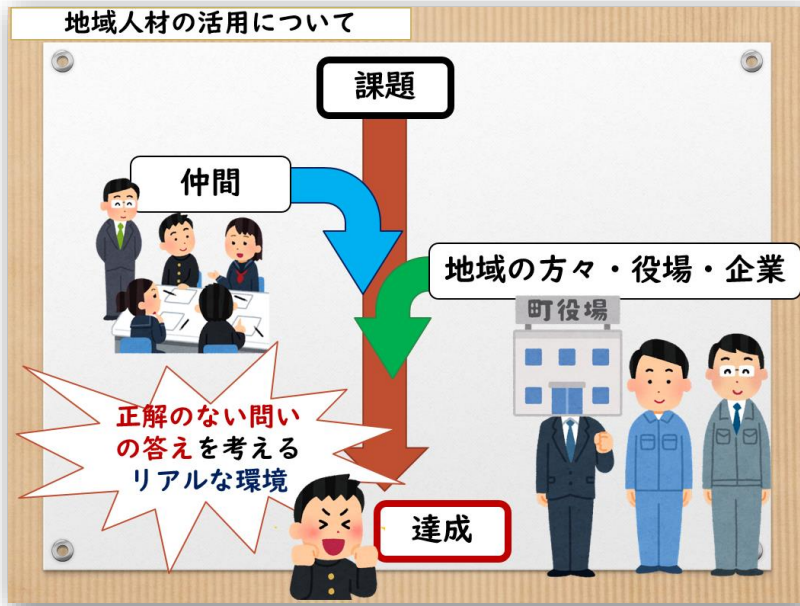 地域人材の活用について
課題
仲間
地域の方々・役場・企業
町役場
正解のない問い
の答えを考える
リアルな環境
達成